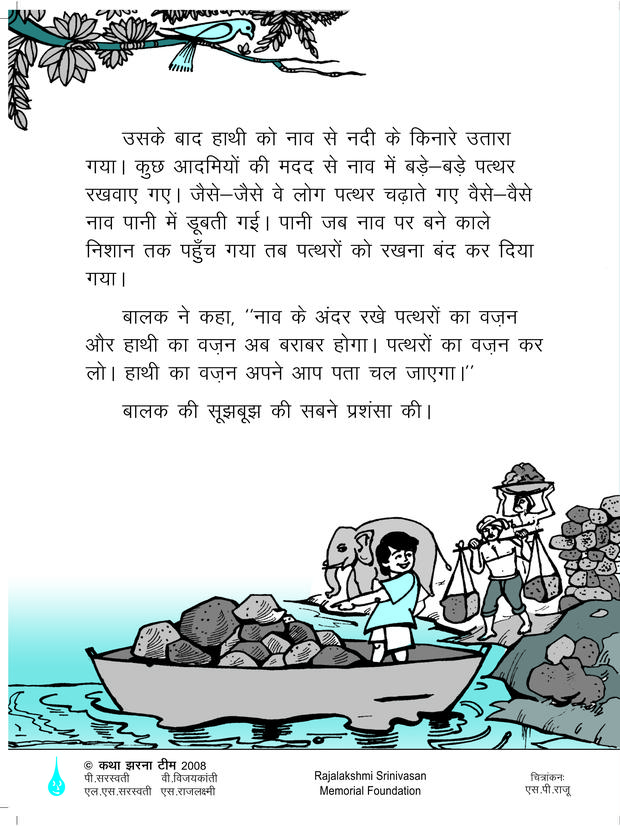 उसके बाद हाथी को नाव से नदी के किनारे उतारा
गया। कुछ आदमियों की मदद से नाव में बड़े–बड़े पत्थर
रखवाए गए। जैसे–जैसे वे लोग पत्थर चढ़ाते गए वैसे–वैसे
नाव पानी में डूबती गई। पानी जब नाव पर बने काले
निशान तक पहुँच गया तब पत्थरों को रखना बंद कर दिया
गया।
बालक ने कहा, ''नाव के अंदर रखे पत्थरों का वज़न
और हाथी का वज़न अब बराबर होगा। पत्थरों का वज़न कर
लो। हाथी का वज़न अपने आप पता चल जाएगा।''
बालक की सूझबूझ की सबने प्रशंसा की।
© कथा झरना टीम 2008
पी.सरस्वती वी.विजयकांती
एल.एस.सरस्वती एस.राजलक्ष्मी
Rajalakshmi Srinivasan
Memorial Foundation
चित्रांकनः
एस.पी.राजू